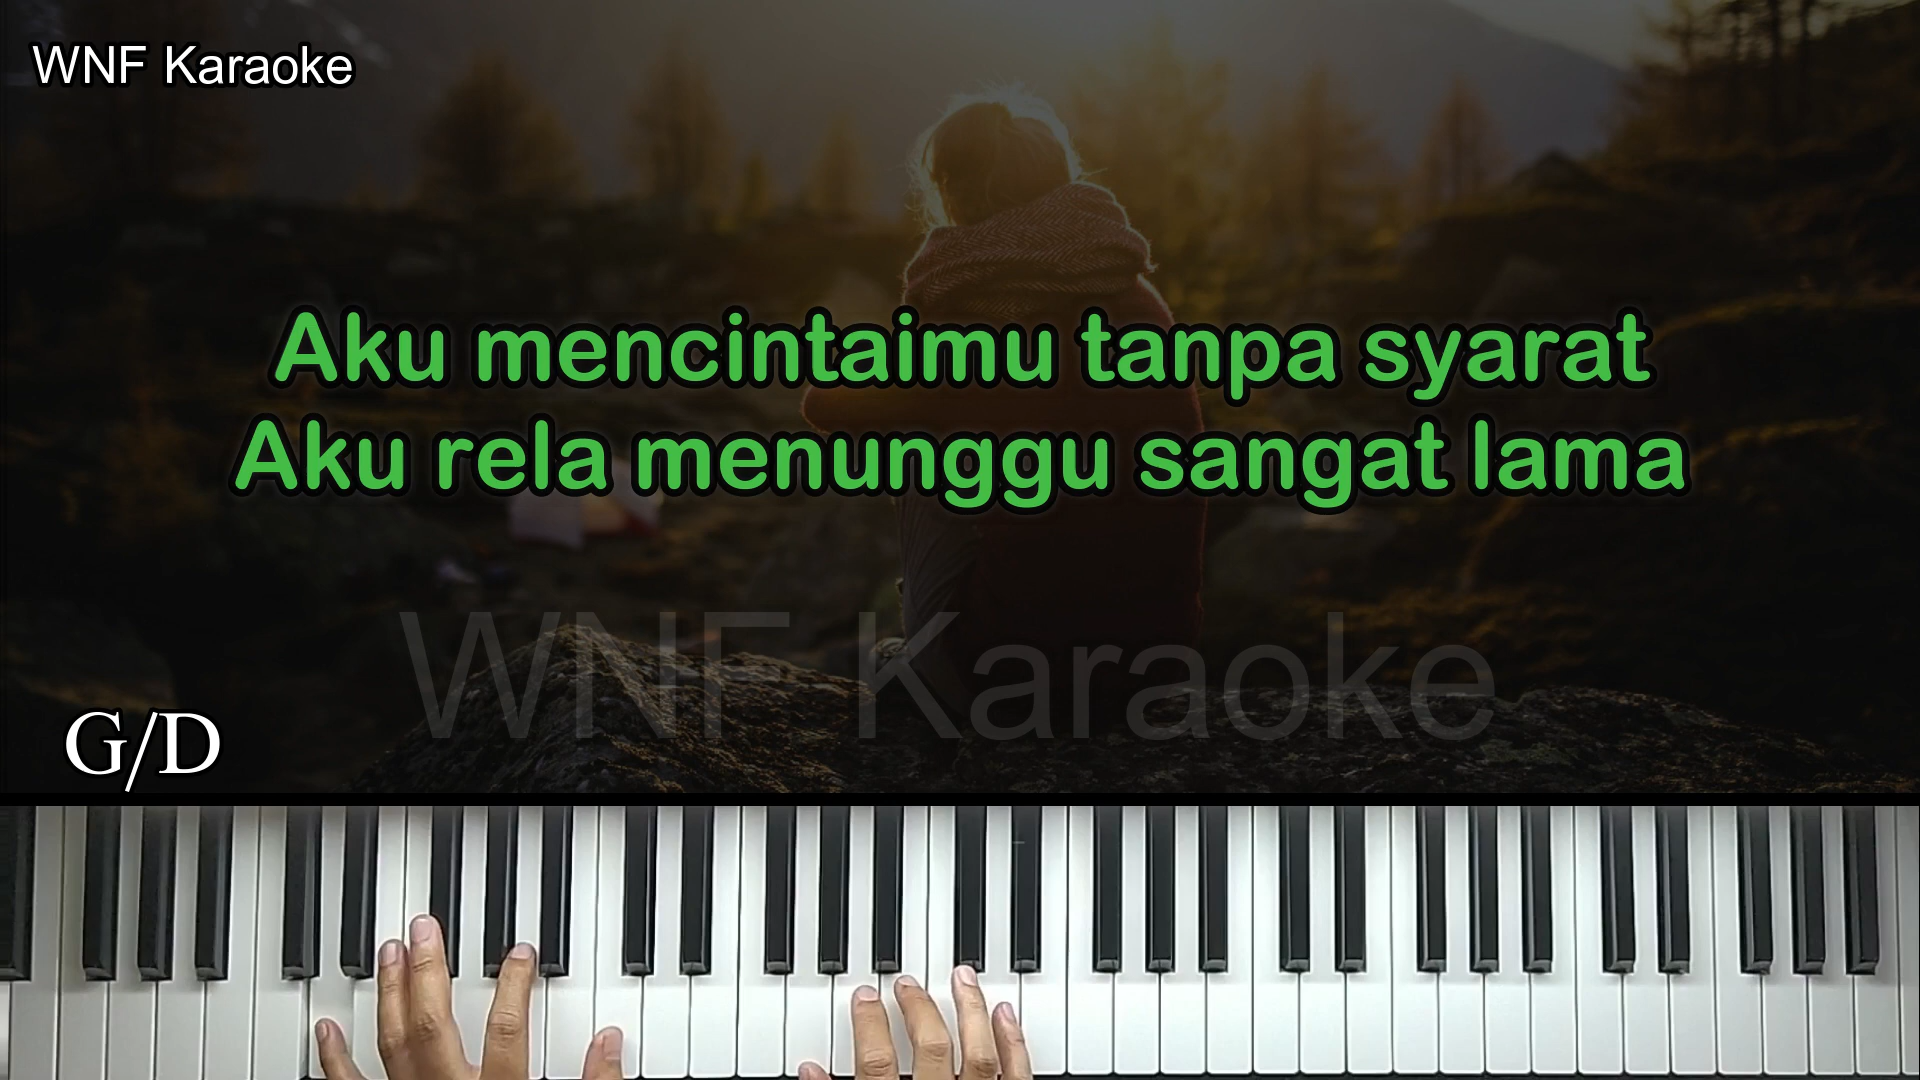 WNF Karaoke
Aku mencintaimu tanpa syarat
Aku rela menunggu sangat lama
WNF Karaoke
G/D